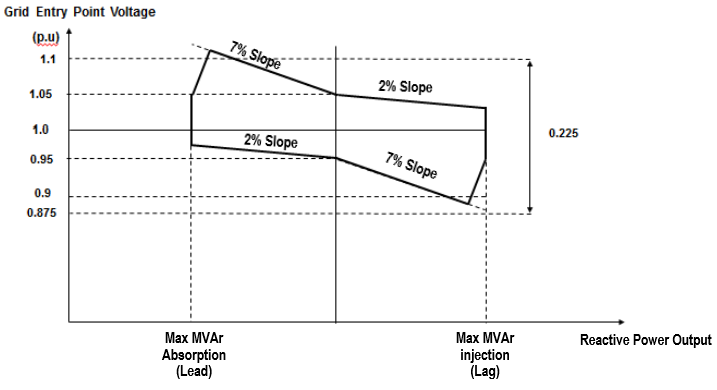 Grid Entry Point Voltage
(p.u)
1.1
7% Slope
1.05
2% Slope
1.0
0.225
2% Slope
0.95
7% Slope
0.9
0.875
Max MVAr
Absorption
(Lead)
Max MVAr
injection
(Lag)
Reactive Power Output